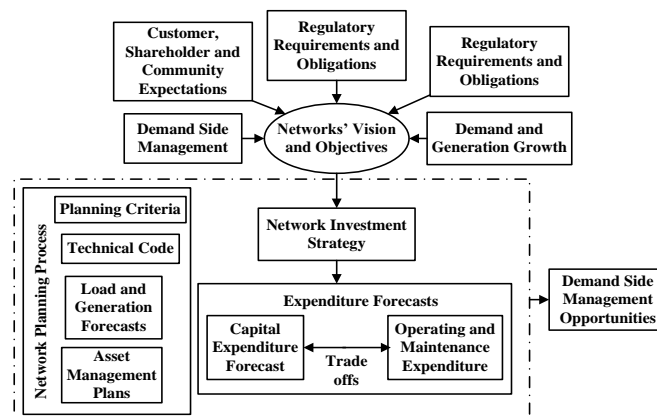 Customer,
Shareholder and
Community
Expectations
Regulatory
Requirements and
Obligations
Regulatory
Requirements and
Obligations
Demand Side
Management
Networks' Vision
and Objectives
Demand and
Generation Growth
Network Planning Process
Planning Criteria
Technical Code
Load and
Generation
Forecasts
Asset
Management
Plans
Network Investment
Strategy
Expenditure Forecasts
Capital
Expenditure
Forecast
Trade
offs
Operating and
Maintenance
Expenditure
Demand Side
Management
Opportunities